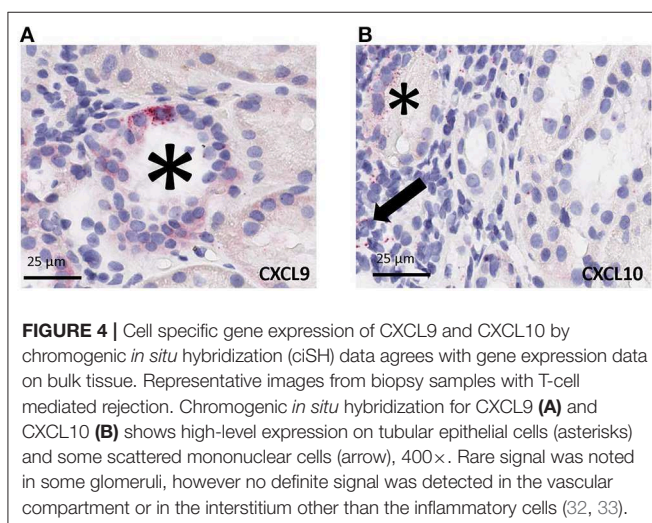 A
B
*
*
25 µm
CXCL9
25 µm
CXCL10
FIGURE 4 | Cell specific gene expression of CXCL9 and CXCL10 by
chromogenic in situ hybridization (ciSH) data agrees with gene expression data
on bulk tissue. Representative images from biopsy samples with T-cell
mediated rejection. Chromogenic in situ hybridization for CXCL9 (A) and
CXCL10 (B) shows high-level expression on tubular epithelial cells (asterisks)
and some scattered mononuclear cells (arrow), 400×. Rare signal was noted
in some glomeruli, however no definite signal was detected in the vascular
compartment or in the interstitium other than the inflammatory cells (32, 33).